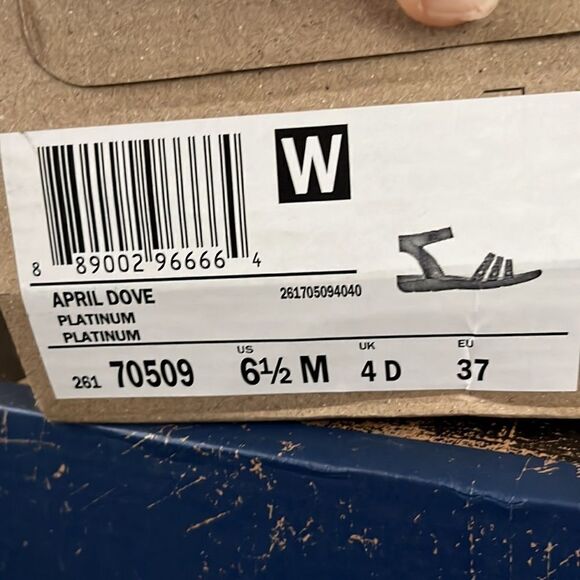 W
8 89002 96666 4
APRIL DOVE 261705094040
PLATINUM
PLATINUM
US UK EU
261 70509 6½ M 4 D 37